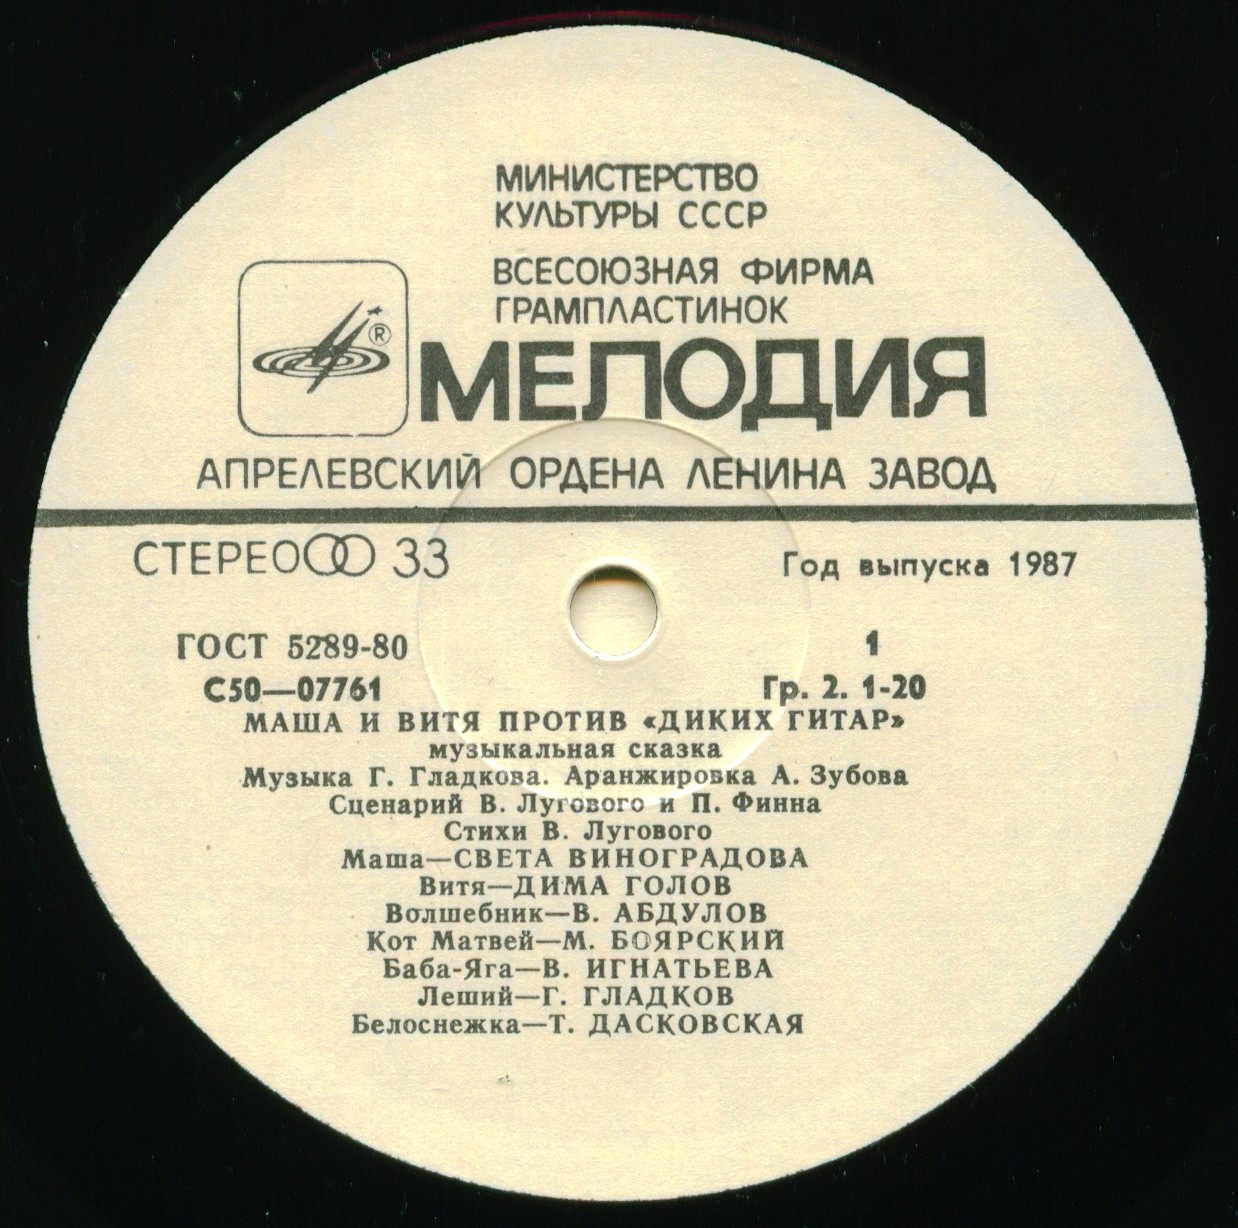 МИНИСТЕРСТВО
КУЛЬТУРЫ СССР
ВСЕСОЮЗНАЯ ФИРМА
ГРАМПЛАСТИНОК
®
МЕЛОДИЯ
АПРЕЛЕВСКИЙ ОРДЕНА ЛЕНИНА ЗАВОД
СТЕРЕО 33
Год выпуска 1987
ГОСТ 5289-80 1
С50—07761 Гр. 2. 1-20
МАША И ВИТЯ ПРОТИВ «ДИКИХ ГИТАР»
музыкальная сказка
Музыка Г. Гладкова. Аранжировка А. Зубова
Сценарий В. Лугового и П. Финна
Стихи В. Лугового
Маша—СВЕТА ВИНОГРАДОВА
Витя—ДИМА ГОЛОВ
Волшебник—В. АБДУЛОВ
Кот Матвей—М. БОЯРСКИЙ
Баба-Яга—В. ИГНАТЬЕВА
Леший—Г. ГЛАДКОВ
Белоснежка—Т. ДАСКОВСКАЯ